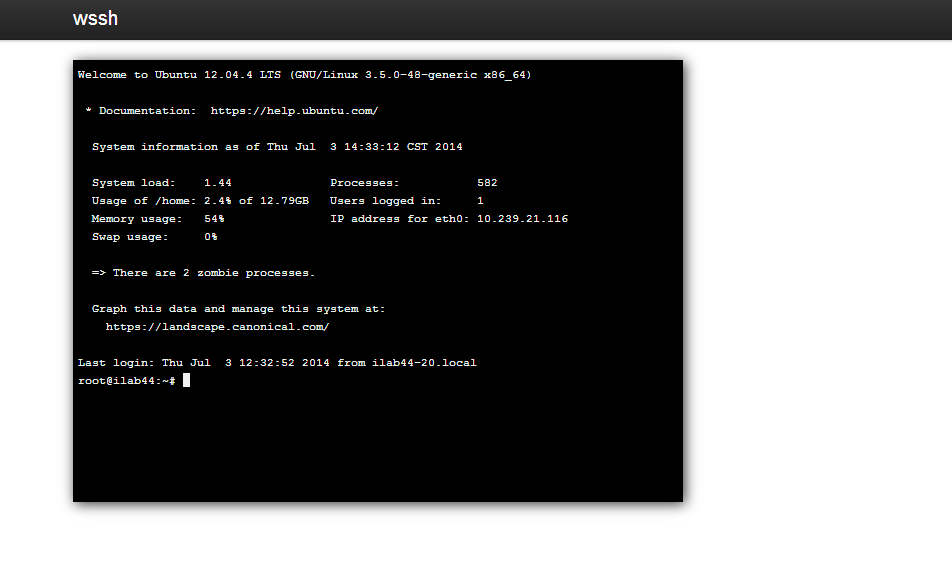 wssh
Welcome to Ubuntu 12.04.4 LTS (GNU/Linux 3.5.0-48-generic x86_64)
* Documentation:  https://help.ubuntu.com/
System information as of Thu Jul  3 14:33:12 CST 2014
System load:    1.44              Processes:           582
Usage of /home: 2.4% of 12.79GB   Users logged in:     1
Memory usage:   54%               IP address for eth0: 10.239.21.116
Swap usage:     0%
=> There are 2 zombie processes.
Graph this data and manage this system at:
https://landscape.canonical.com/
Last login: Thu Jul  3 12:32:52 2014 from ilab44-20.local
root@ilab44:~#